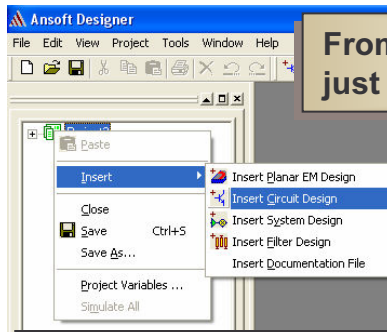 Ansoft Designer
File Edit View Project Tools Window Help
From
just
Paste
Insert
Insert Planar EM Design
Insert Circuit Design
Close
Insert System Design
Save Ctrl+S
Insert Filter Design
Save As...
Insert Documentation File
Project Variables ...
Simulate All